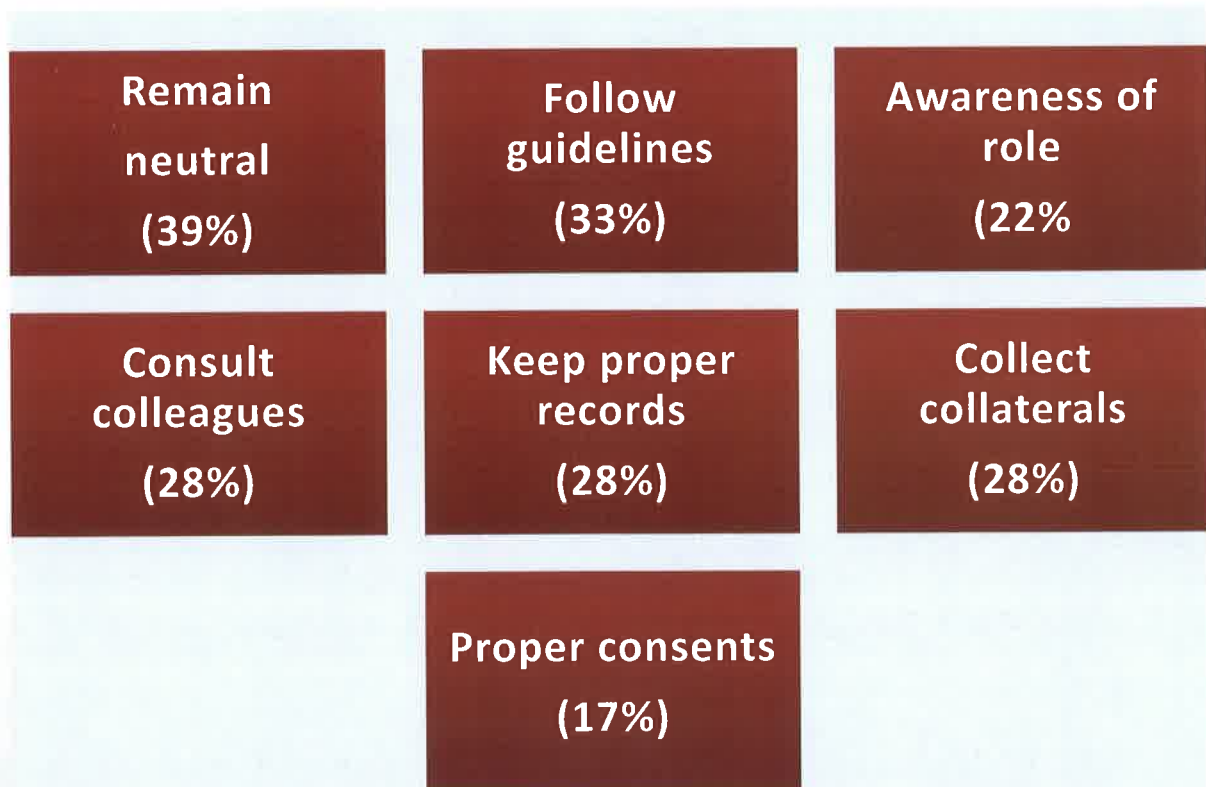 Remain
neutral
(39%)
Follow
guidelines
(33%)
Awareness of
role
(22%
Consult
colleagues
(28%)
Keep proper
records
(28%)
Collect
collaterals
(28%)
Proper consents
(17%)